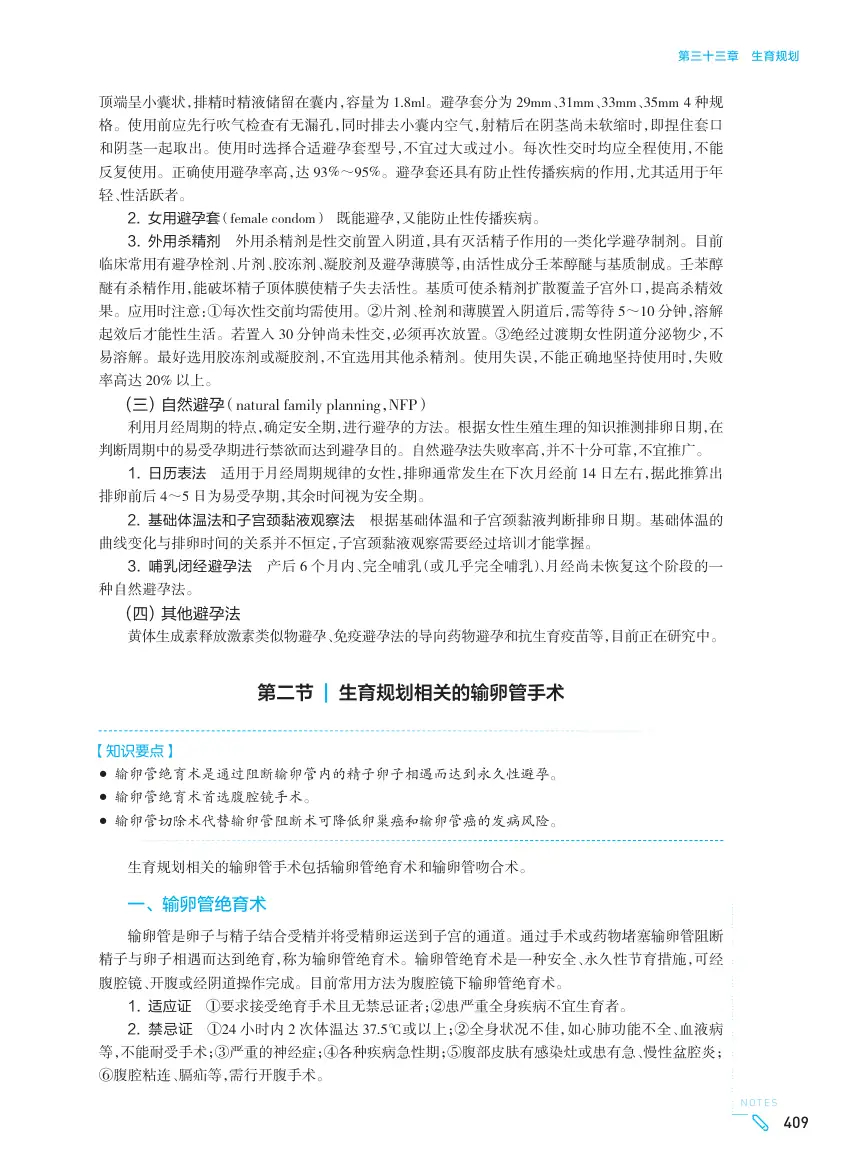 第三十三章 生育规划
顶端呈小囊状,排精时精液储留在囊内,容量为 1.8ml。避孕套分为 29mm、31mm、33mm、35mm 4 种规
格。使用前应先行吹气检查有无漏孔,同时排去小囊内空气,射精后在阴茎尚未软缩时,即捏住套口
和阴茎一起取出。使用时选择合适避孕套型号,不宜过大或过小。每次性交时均应全程使用,不能
反复使用。正确使用避孕率高,达 93%~95%。避孕套还具有防止性传播疾病的作用,尤其适用于年
轻、性活跃者。
2. 女用避孕套(female condom) 既能避孕,又能防止性传播疾病。
3. 外用杀精剂 外用杀精剂是性交前置入阴道,具有灭活精子作用的一类化学避孕制剂。目前
临床常用有避孕栓剂、片剂、胶冻剂、凝胶剂及避孕薄膜等,由活性成分壬苯醇醚与基质制成。壬苯醇
醚有杀精作用,能破坏精子顶体膜使精子失去活性。基质可使杀精剂扩散覆盖子宫外口,提高杀精效
果。应用时注意:①每次性交前均需使用。②片剂、栓剂和薄膜置入阴道后,需等待 5~10 分钟,溶解
起效后才能性生活。若置入 30 分钟尚未性交,必须再次放置。③绝经过渡期女性阴道分泌物少,不
易溶解。最好选用胶冻剂或凝胶剂,不宜选用其他杀精剂。使用失误,不能正确地坚持使用时,失败
率高达 20% 以上。
(三) 自然避孕(natural family planning,NFP)
利用月经周期的特点,确定安全期,进行避孕的方法。根据女性生殖生理的知识推测排卵日期,在
判断周期中的易受孕期进行禁欲而达到避孕目的。自然避孕法失败率高,并不十分可靠,不宜推广。
1. 日历表法 适用于月经周期规律的女性,排卵通常发生在下次月经前 14 日左右,据此推算出
排卵前后 4~5 日为易受孕期,其余时间视为安全期。
2. 基础体温法和子宫颈黏液观察法 根据基础体温和子宫颈黏液判断排卵日期。基础体温的
曲线变化与排卵时间的关系并不恒定,子宫颈黏液观察需要经过培训才能掌握。
3. 哺乳闭经避孕法 产后 6 个月内、完全哺乳(或几乎完全哺乳)、月经尚未恢复这个阶段的一
种自然避孕法。
(四) 其他避孕法
黄体生成素释放激素类似物避孕、免疫避孕法的导向药物避孕和抗生育疫苗等,目前正在研究中。
第二节 | 生育规划相关的输卵管手术
【知识要点】
● 输卵管绝育术是通过阻断输卵管内的精子卵子相遇而达到永久性避孕。
● 输卵管绝育术首选腹腔镜手术。
● 输卵管切除术代替输卵管阻断术可降低卵巢癌和输卵管癌的发病风险。
生育规划相关的输卵管手术包括输卵管绝育术和输卵管吻合术。
一、输卵管绝育术
输卵管是卵子与精子结合受精并将受精卵运送到子宫的通道。通过手术或药物堵塞输卵管阻断
精子与卵子相遇而达到绝育,称为输卵管绝育术。输卵管绝育术是一种安全、永久性节育措施,可经
腹腔镜、开腹或经阴道操作完成。目前常用方法为腹腔镜下输卵管绝育术。
1. 适应证 ①要求接受绝育手术且无禁忌证者;②患严重全身疾病不宜生育者。
2. 禁忌证 ①24 小时内 2 次体温达 37.5℃或以上;②全身状况不佳,如心肺功能不全、血液病
等,不能耐受手术;③严重的神经症;④各种疾病急性期;⑤腹部皮肤有感染灶或患有急、慢性盆腔炎;
⑥腹腔粘连、膈疝等,需行开腹手术。
NOTES
409